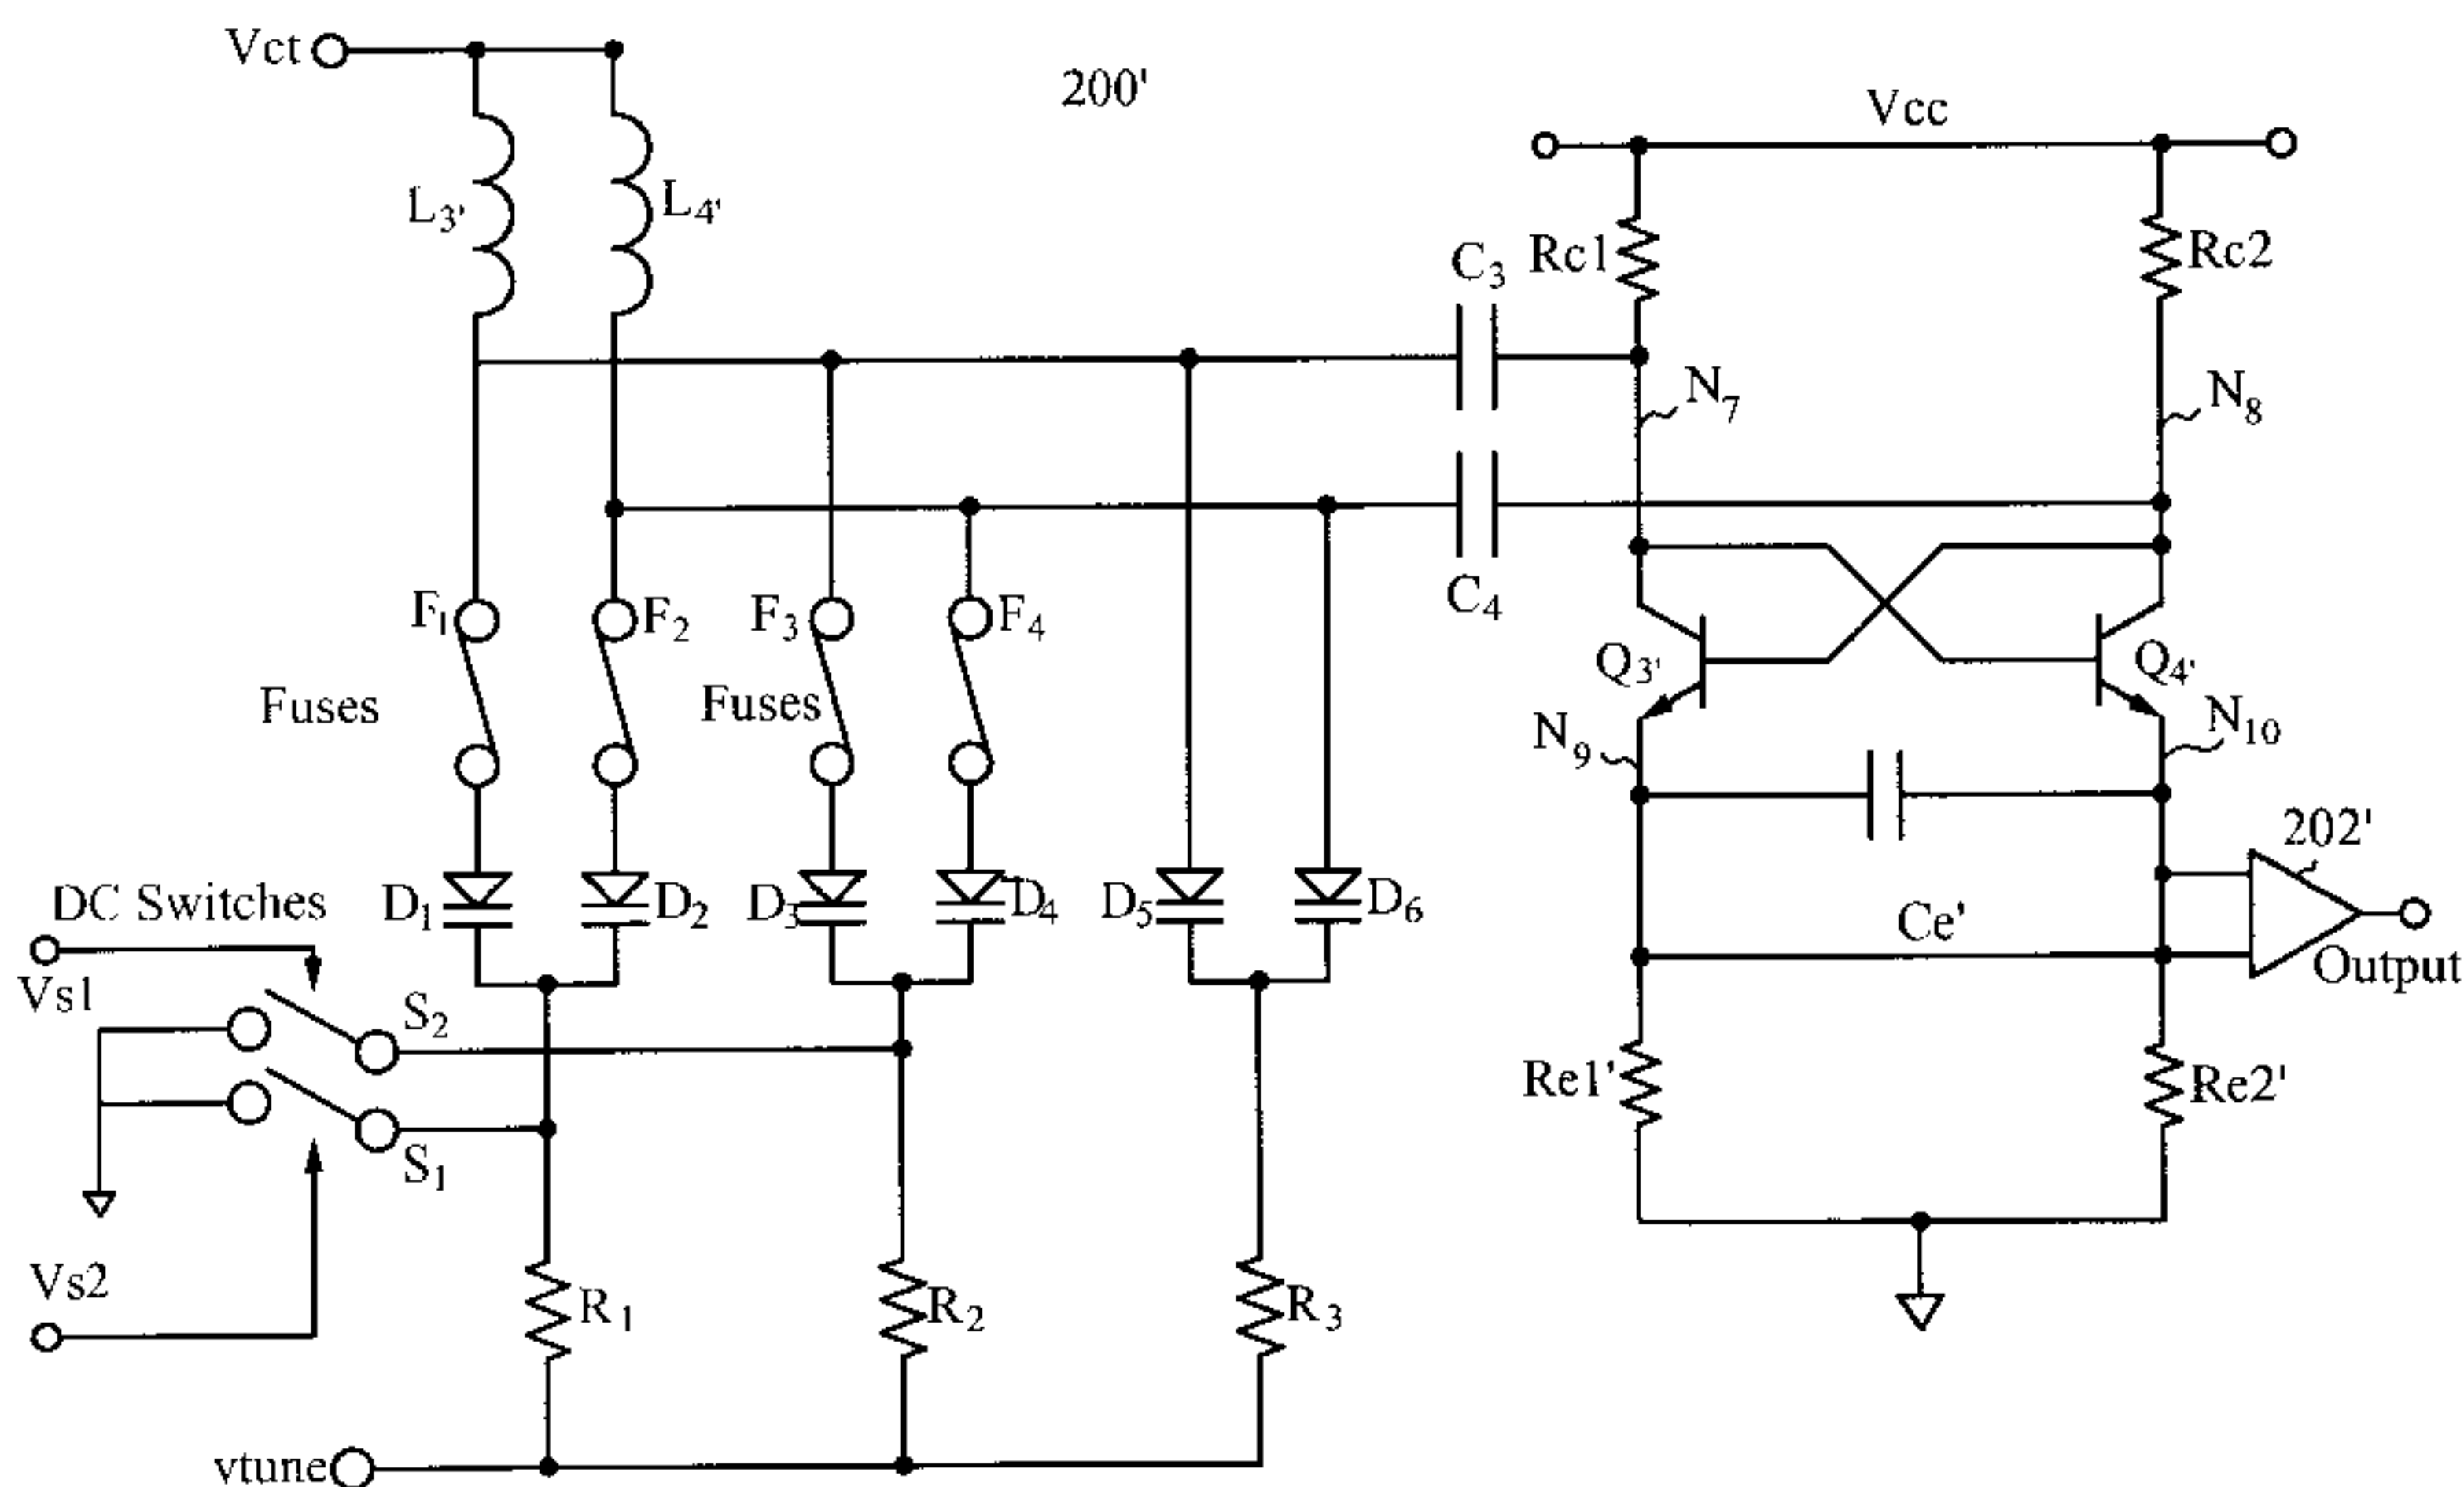 Vct
200'
Vcc
L3'
L4'
C3
Rc1
Rc2
N7
N8
C4
F1
F2
F3
F4
Fuses
Fuses
Q3'
Q4'
N9
N10
202'
DC Switches
D1
D2
D3
D4
D5
D6
Ce'
Output
Vs1
S2
S1
Re1'
Re2'
Vs2
R1
R2
R3
vtune